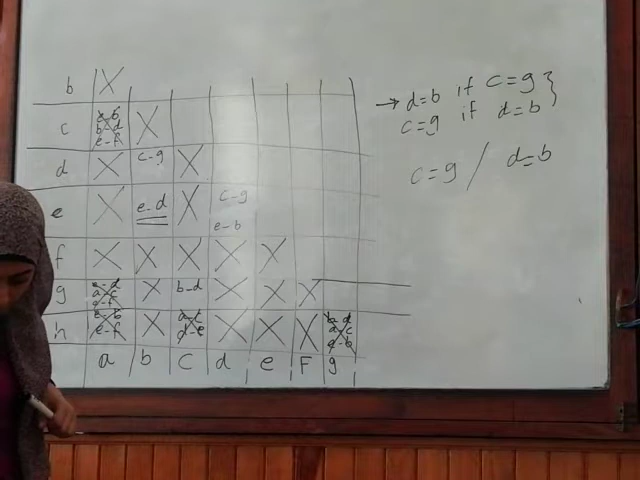 b X
c a-b b-d e-f X
d X c-g X
e X e-d X c-g e-b
f X X X X X
g e-d a-c e-f X b-d X X X
h e-f X X X X
a b c d e F g
→ d=b if c=g }
c=g if d=b
c=g / d=b